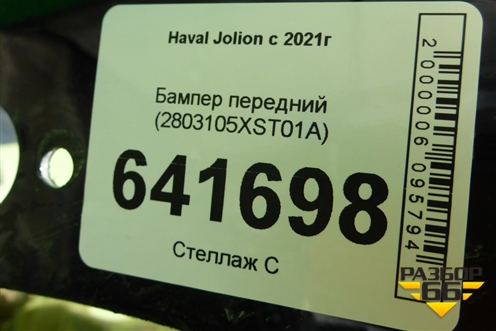 Haval Jolion с 2021г
Бампер передний
(2803105XST01A)
641698
Стеллаж С
2000006095794
РАЗБОР
66